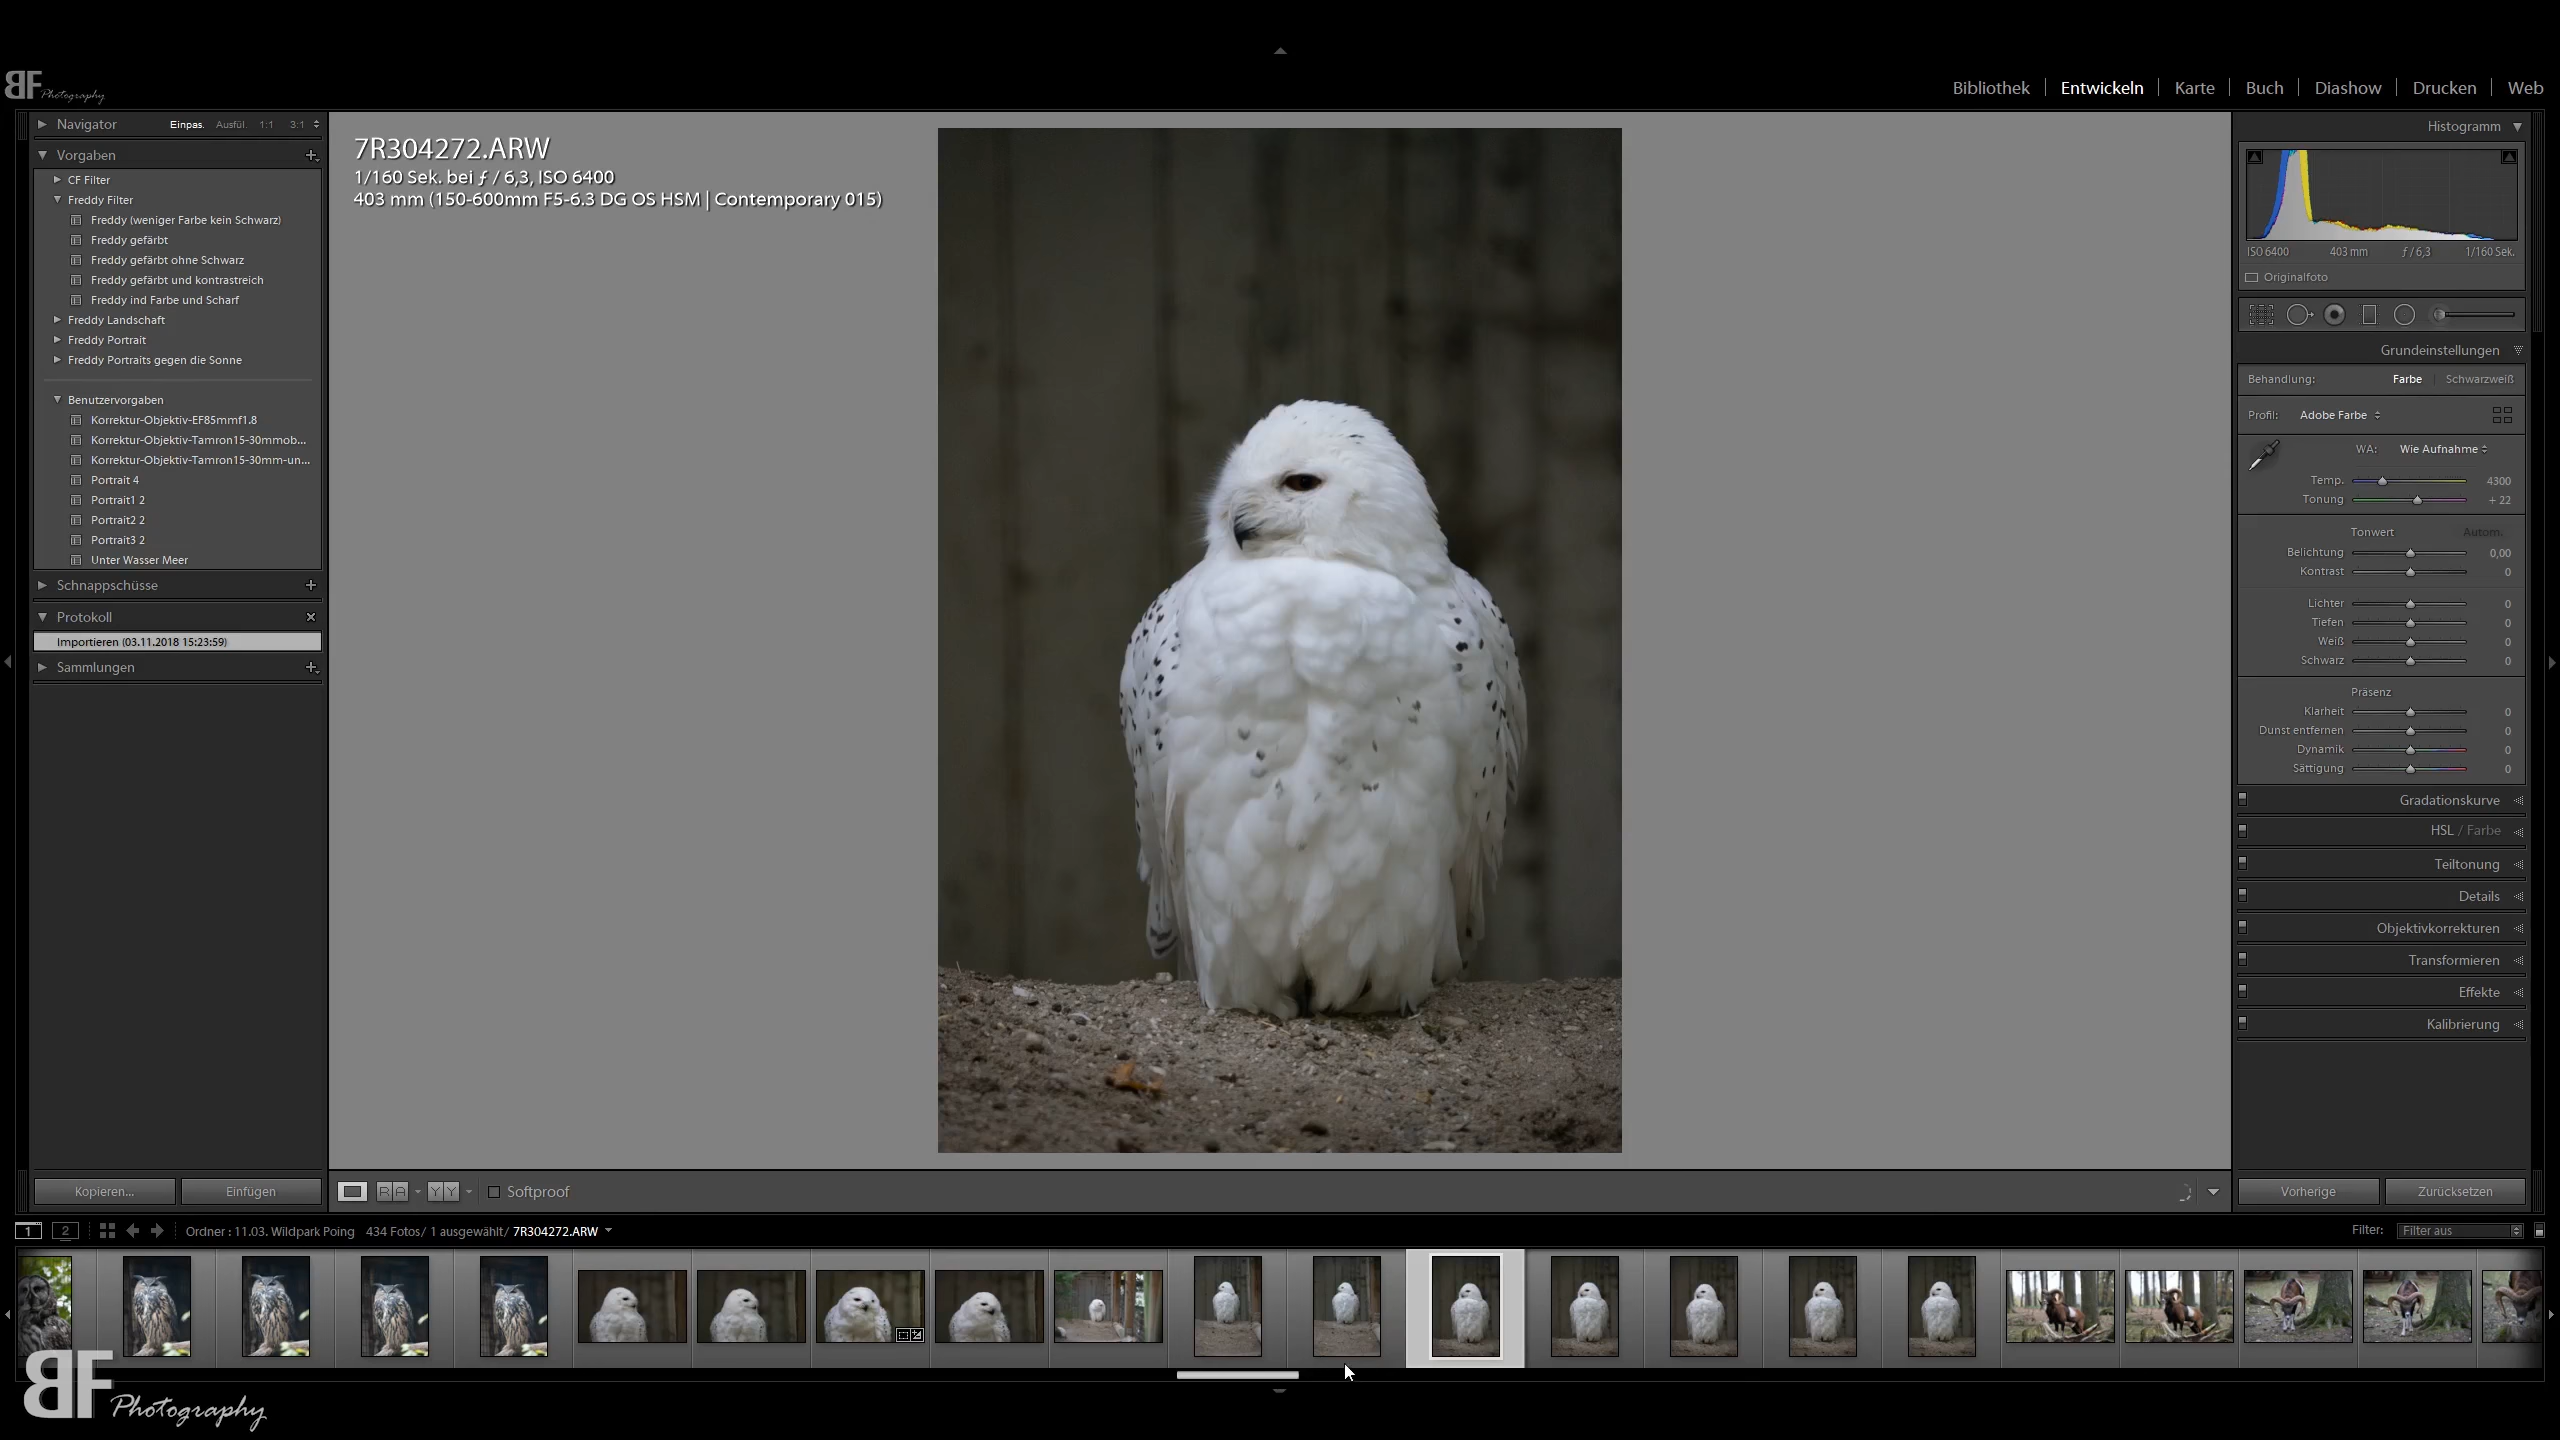 BF Photography
Bibliothek | Entwickeln | Karte | Buch | Diashow | Drucken | Web
Navigator Einpas. Ausfül. 1:1 3:1
Vorgaben
CF Filter
Freddy Filter
Freddy (weniger Farbe kein Schwarz)
Freddy gefärbt
Freddy gefärbt ohne Schwarz
Freddy gefärbt und kontrastreich
Freddy ind Farbe und Scharf
Freddy Landschaft
Freddy Portrait
Freddy Portraits gegen die Sonne
Benutzervorgaben
Korrektur-Objektiv-EF85mmf1.8
Korrektur-Objektiv-Tamron15-30mmob...
Korrektur-Objektiv-Tamron15-30mm-un...
Portrait 4
Portrait1 2
Portrait2 2
Portrait3 2
Unter Wasser Meer
Schnappschüsse
Protokoll
Importieren (03.11.2018 15:23:59)
Sammlungen
Kopieren... Einfügen
7R304272.ARW
1/160 Sek. bei ƒ / 6,3, ISO 6400
403 mm (150-600mm F5-6.3 DG OS HSM | Contemporary 015)
Histogramm
ISO 6400 403 mm ƒ / 6,3 1/160 Sek.
Originalfoto
Grundeinstellungen
Behandlung: Farbe | Schwarzweiß
Profil: Adobe Farbe
WA: Wie Aufnahme
Temp. 4300
Tonung + 22
Tonwert Autom.
Belichtung 0,00
Kontrast 0
Lichter 0
Tiefen 0
Weiß 0
Schwarz 0
Präsenz
Klarheit 0
Dunst entfernen 0
Dynamik 0
Sättigung 0
Gradationskurve
HSL / Farbe
Teiltonung
Details
Objektivkorrekturen
Transformieren
Effekte
Kalibrierung
Vorherige Zurücksetzen
R A Y Y Softproof
1 2 Ordner : 11.03. Wildpark Poing 434 Fotos/ 1 ausgewählt/ 7R304272.ARW
Filter: Filter aus
BF Photography